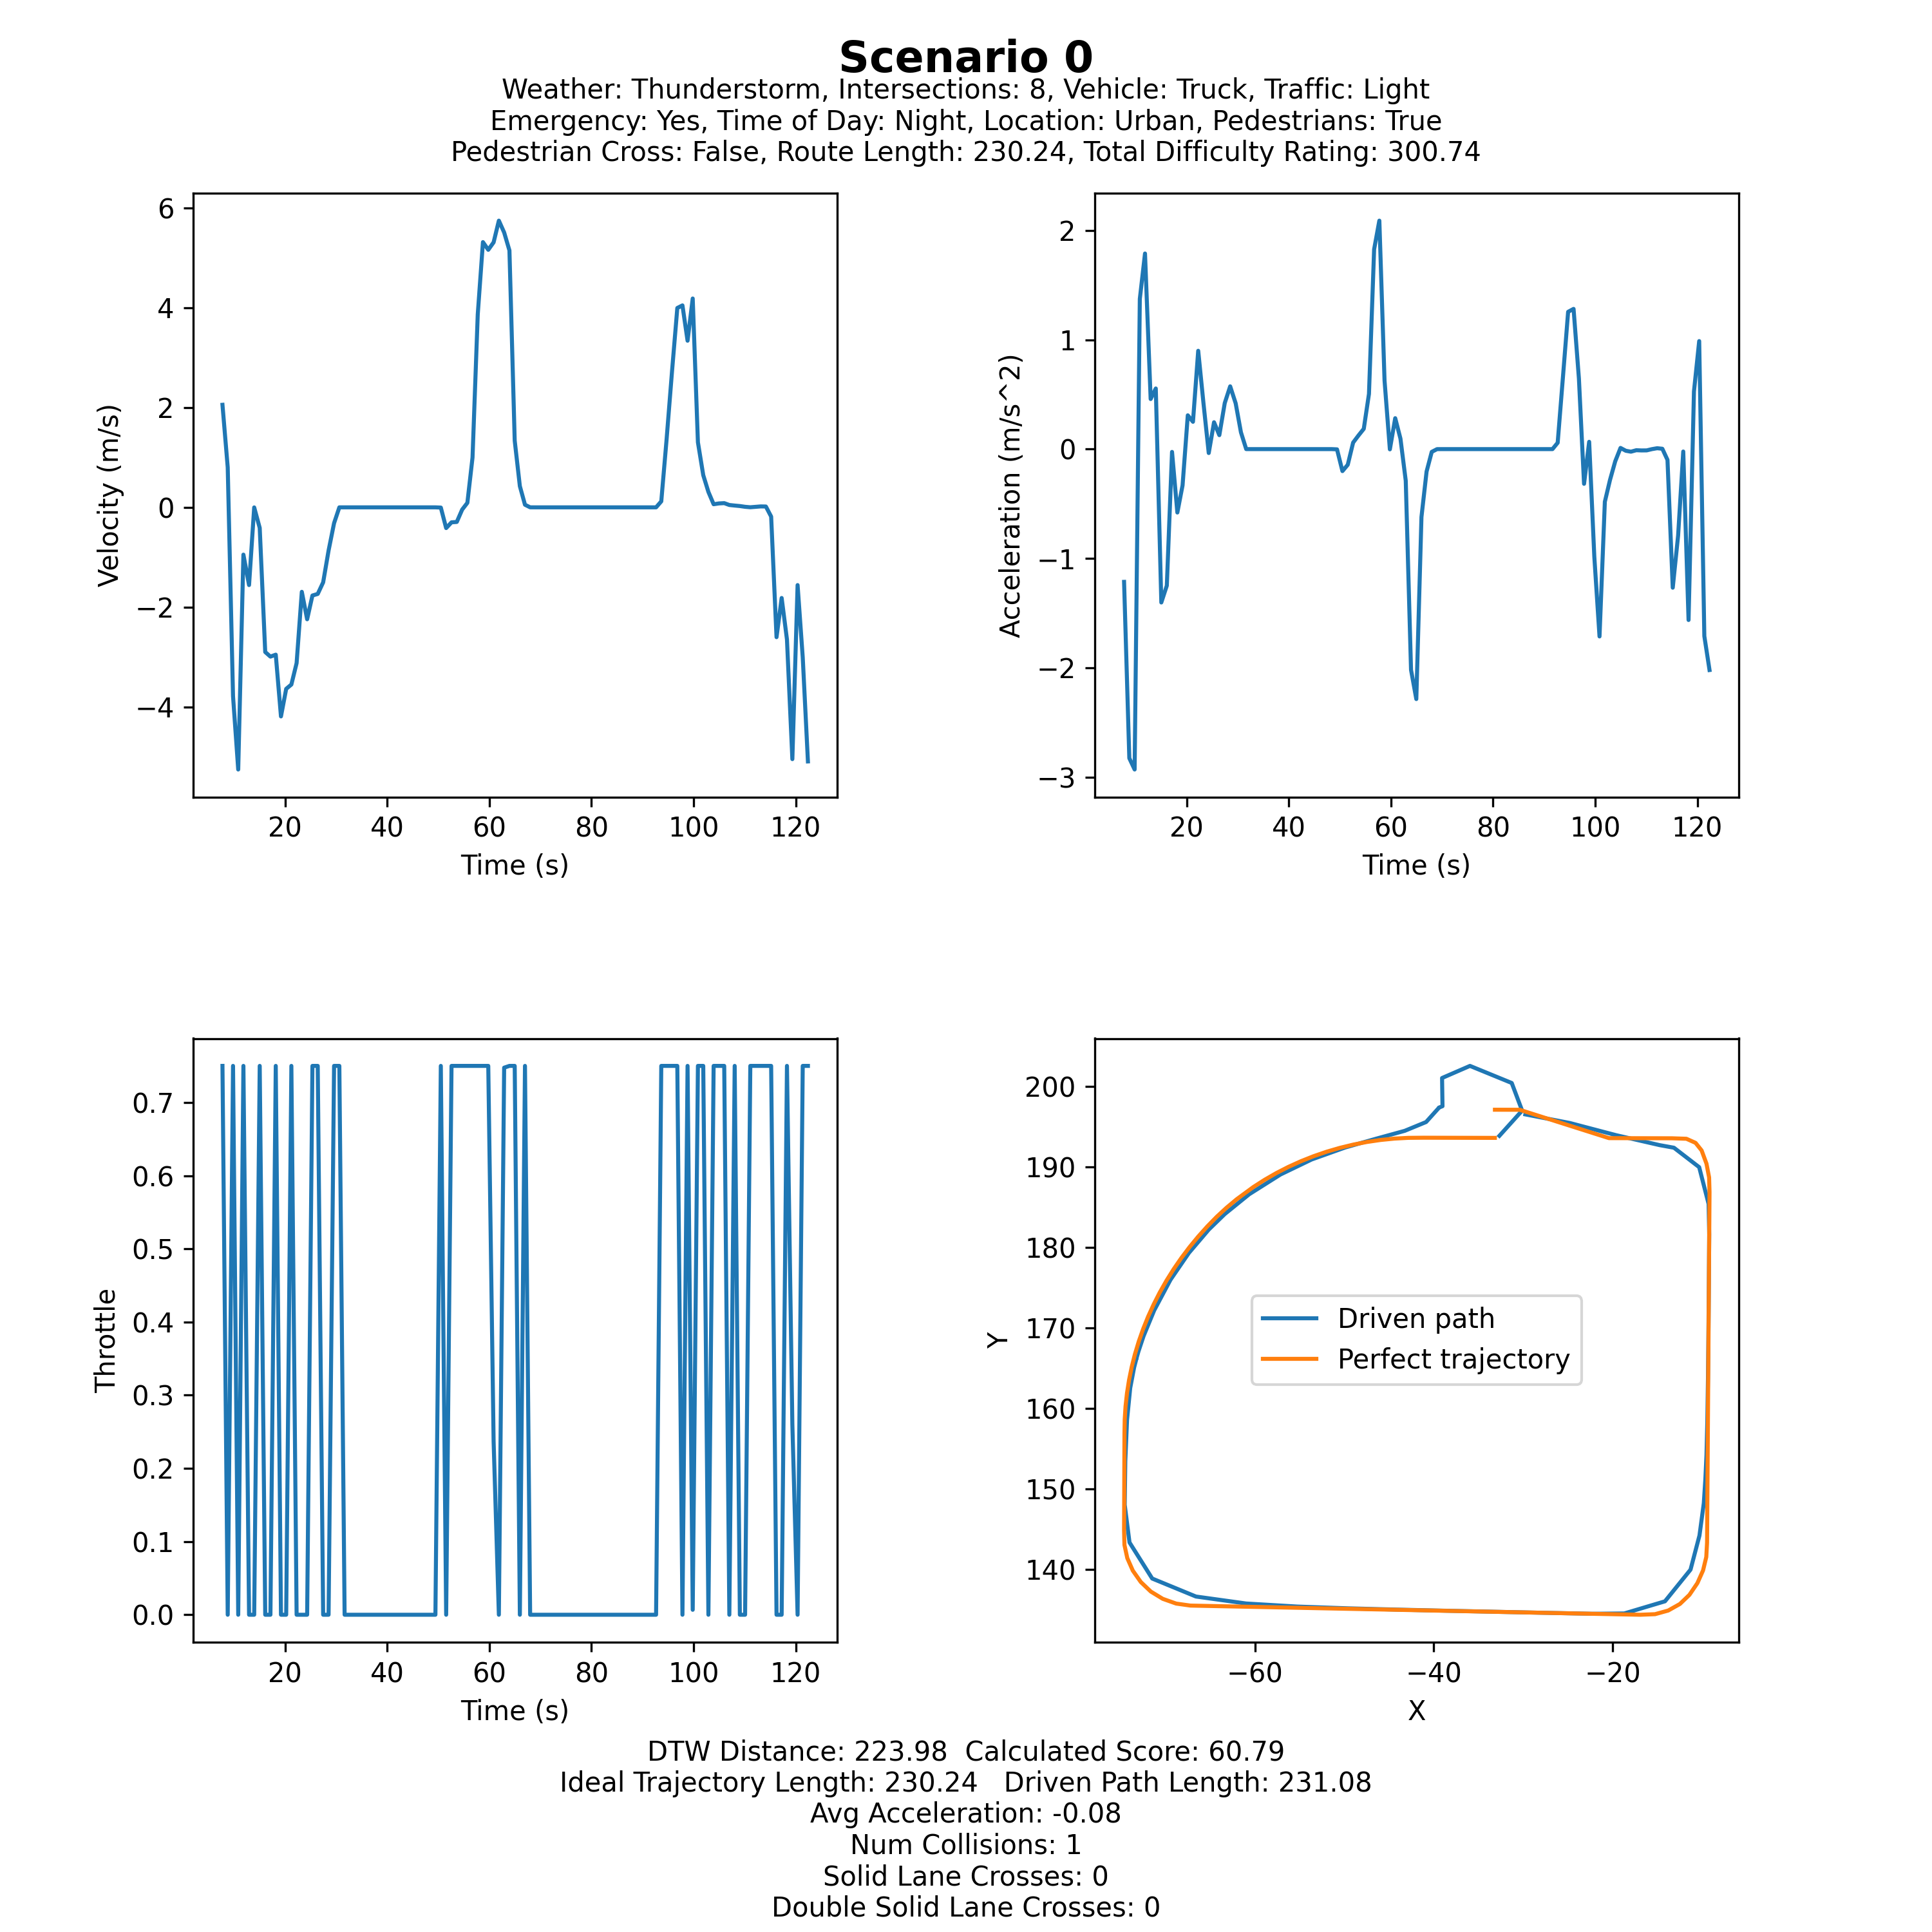 Scenario 0
Weather: Thunderstorm, Intersections: 8, Vehicle: Truck, Traffic: Light
Emergency: Yes, Time of Day: Night, Location: Urban, Pedestrians: True
Pedestrian Cross: False, Route Length: 230.24, Total Difficulty Rating: 300.74
Velocity (m/s)
6
4
2
0
−2
−4
20 40 60 80 100 120
Time (s)
Acceleration (m/s^2)
2
1
0
−1
−2
−3
20 40 60 80 100 120
Time (s)
Throttle
0.7
0.6
0.5
0.4
0.3
0.2
0.1
0.0
20 40 60 80 100 120
Time (s)
Y
200
190
180
170
160
150
140
Driven path
Perfect trajectory
−60 −40 −20
X
DTW Distance: 223.98 Calculated Score: 60.79
Ideal Trajectory Length: 230.24 Driven Path Length: 231.08
Avg Acceleration: -0.08
Num Collisions: 1
Solid Lane Crosses: 0
Double Solid Lane Crosses: 0